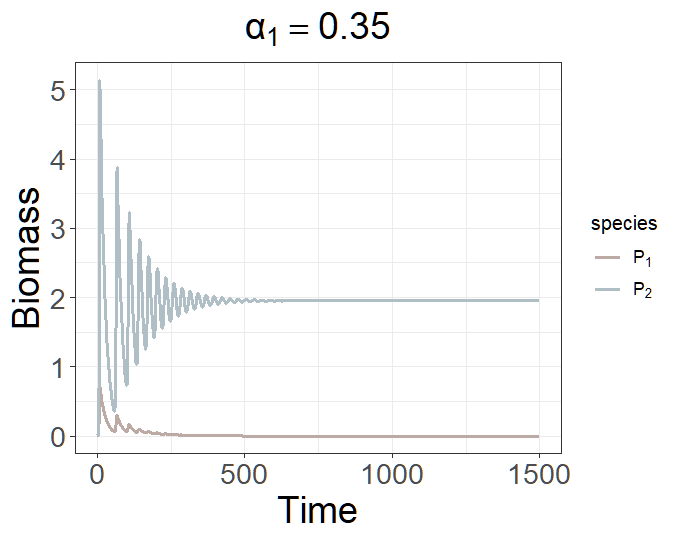 α₁ = 0.35
Biomass
5
4
3
2
1
0
0 500 1000 1500
Time
species
P₁
P₂